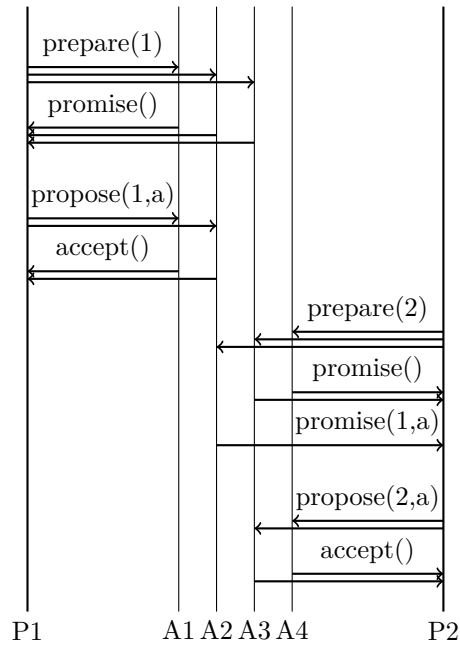 prepare(1)
promise()
propose(1,a)
accept()
prepare(2)
promise()
promise(1,a)
propose(2,a)
accept()
P1 A1 A2 A3 A4 P2